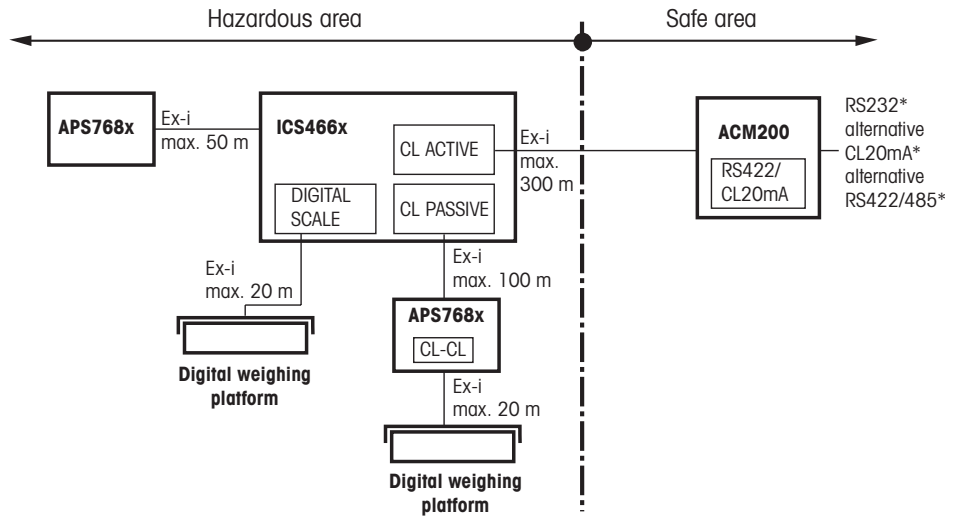 Hazardous area
Safe area
APS768x
Ex-i
max. 50 m
ICS466x
CL ACTIVE
DIGITAL
SCALE
CL PASSIVE
Ex-i
max.
300 m
ACM200
RS422/
CL20mA
RS232*
alternative
CL20mA*
alternative
RS422/485*
Ex-i
max. 20 m
Digital weighing
platform
Ex-i
max. 100 m
APS768x
CL-CL
Ex-i
max. 20 m
Digital weighing
platform